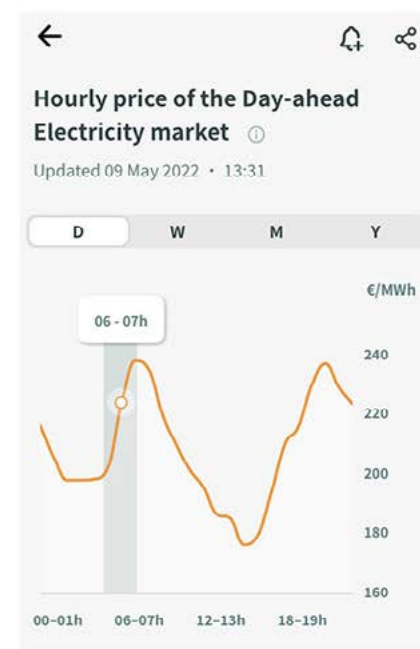 Hourly price of the Day-ahead
Electricity market
Updated 09 May 2022 • 13:31
D W M Y
€/MWh
06 - 07h
240
220
200
180
160
00-01h 06-07h 12-13h 18-19h